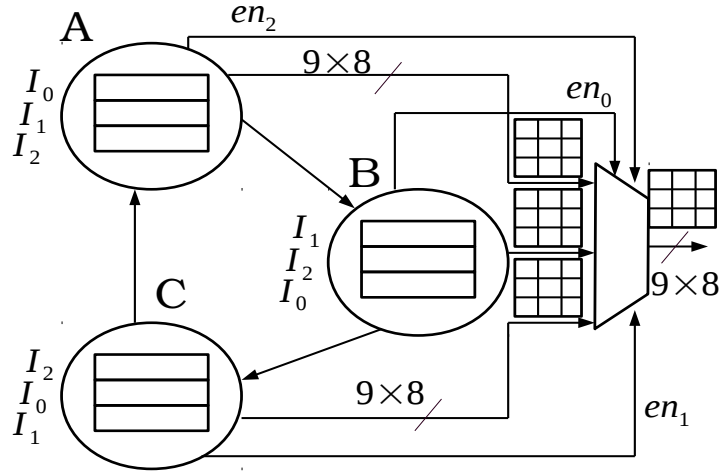 A
en₂
9×8
I₀
I₁
I₂
en₀
B
I₁
I₂
I₀
9×8
C
I₂
I₀
I₁
9×8
en₁